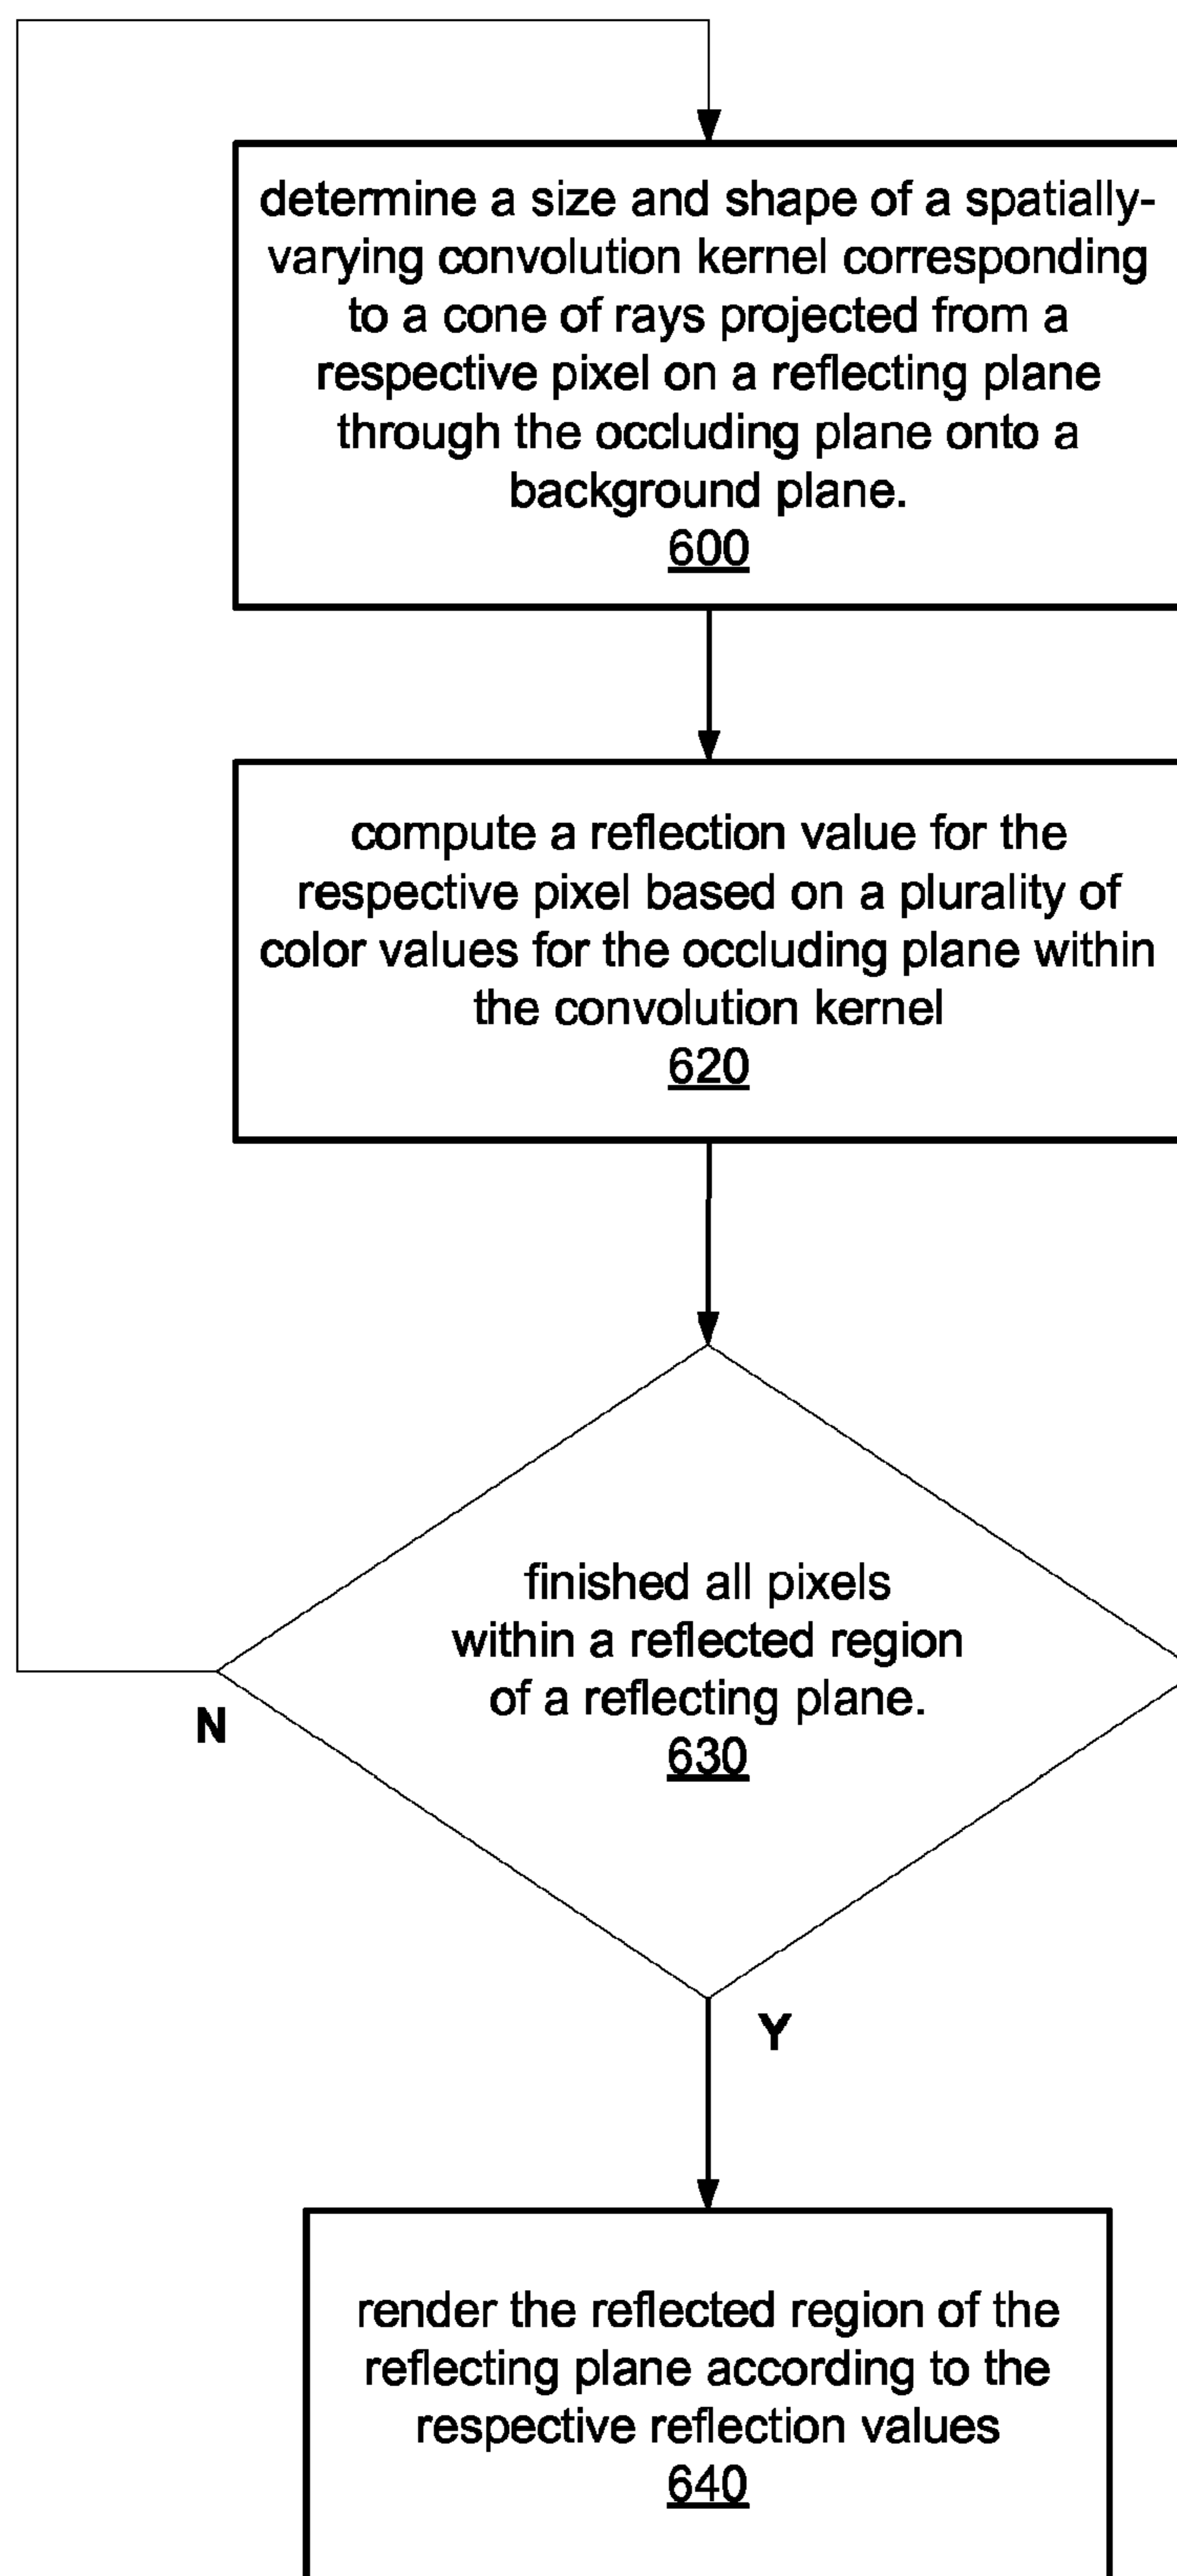 determine a size and shape of a spatially-
varying convolution kernel corresponding
to a cone of rays projected from a
respective pixel on a reflecting plane
through the occluding plane onto a
background plane.
600
compute a reflection value for the
respective pixel based on a plurality of
color values for the occluding plane within
the convolution kernel
620
finished all pixels
within a reflected region
of a reflecting plane.
630
N
Y
render the reflected region of the
reflecting plane according to the
respective reflection values
640